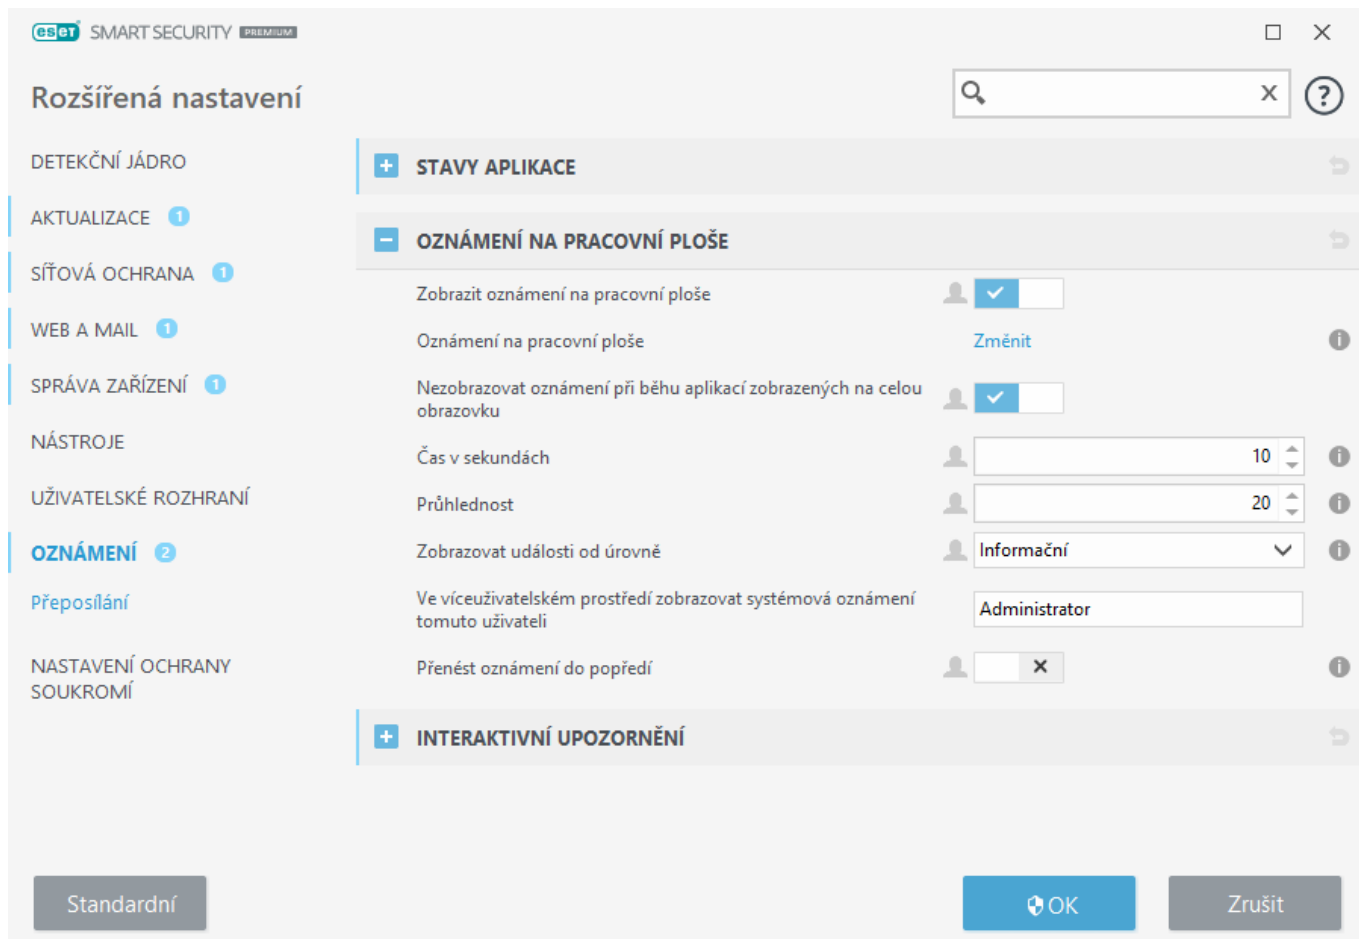 eset SMART SECURITY PREMIUM
Rozšířená nastavení
DETEKČNÍ JÁDRO
AKTUALIZACE 1
SÍŤOVÁ OCHRANA 1
WEB A MAIL 1
SPRÁVA ZAŘÍZENÍ 1
NÁSTROJE
UŽIVATELSKÉ ROZHRANÍ
OZNÁMENÍ 2
Přeposílání
NASTAVENÍ OCHRANY
SOUKROMÍ
x
?
STAVY APLIKACE
OZNÁMENÍ NA PRACOVNÍ PLOŠE
Zobrazit oznámení na pracovní ploše
Oznámení na pracovní ploše Změnit
Nezobrazovat oznámení při běhu aplikací zobrazených na celou
obrazovku
Čas v sekundách 10
Průhlednost 20
Zobrazovat události od úrovně Informační
Ve víceuživatelském prostředí zobrazovat systémová oznámení
tomuto uživateli
Administrator
Přenést oznámení do popředí
INTERAKTIVNÍ UPOZORNĚNÍ
Standardní
OK
Zrušit